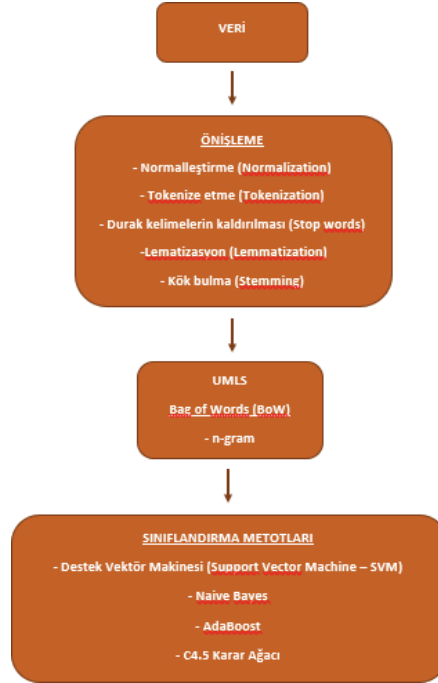 VERİ
ÖNİŞLEME
- Normalleştirme (Normalization)
- Tokenize etme (Tokenization)
- Durak kelimelerin kaldırılması (Stop words)
-Lematizasyon (Lemmatization)
- Kök bulma (Stemming)
UMLS
Bag of Words (BoW)
- n-gram
SINIFLANDIRMA METOTLARI
- Destek Vektör Makinesi (Support Vector Machine – SVM)
- Naive Bayes
- AdaBoost
- C4.5 Karar Ağacı